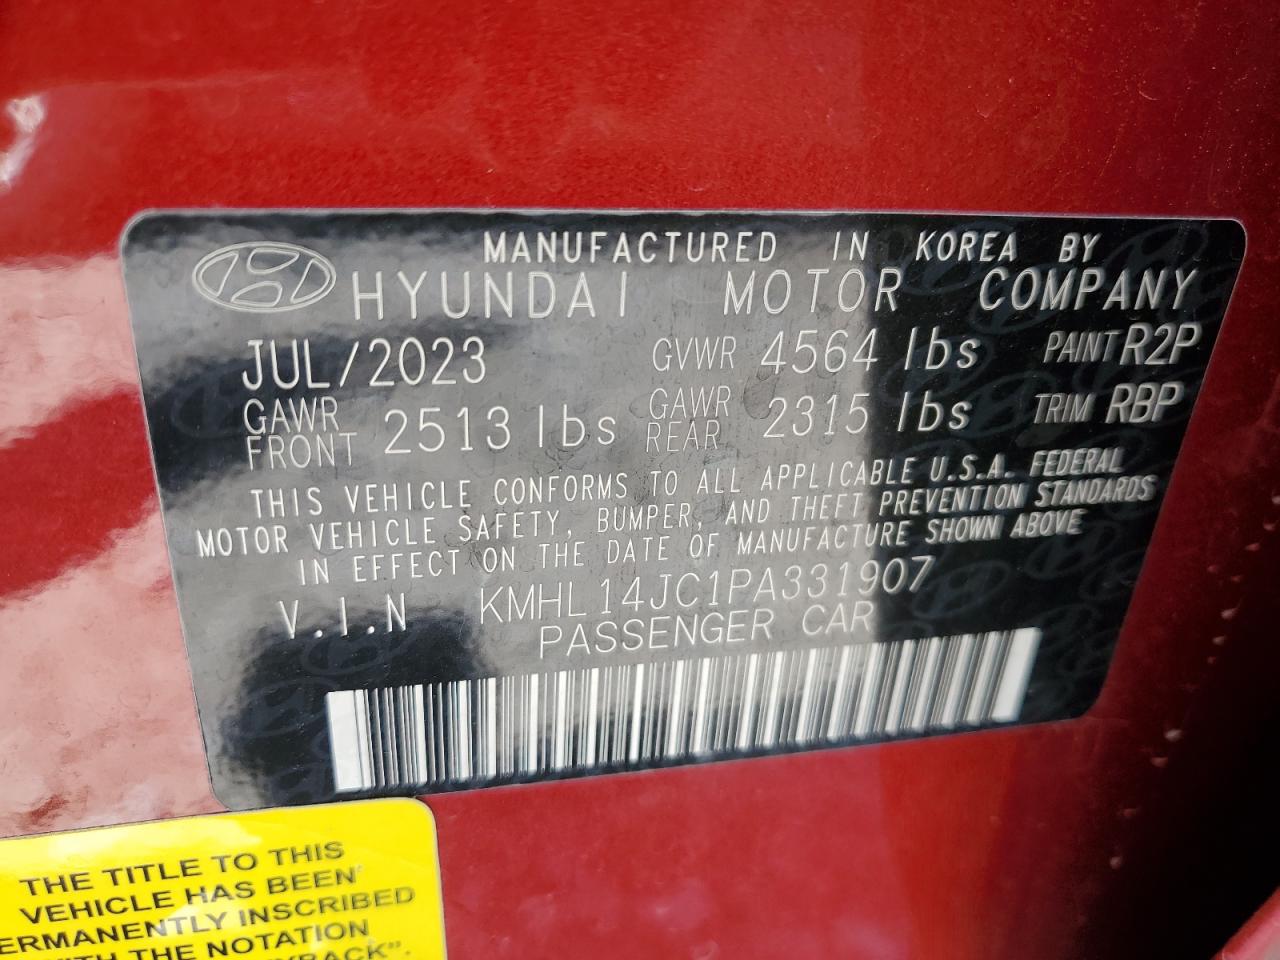 MANUFACTURED IN KOREA BY
HYUNDAI MOTOR COMPANY
JUL/2023 GVWR 4564 lbs PAINT R2P
GAWR FRONT 2513 lbs GAWR REAR 2315 lbs TRIM RBP
THIS VEHICLE CONFORMS TO ALL APPLICABLE U.S.A. FEDERAL
MOTOR VEHICLE SAFETY, BUMPER, AND THEFT PREVENTION STANDARDS
IN EFFECT ON THE DATE OF MANUFACTURE SHOWN ABOVE
V.I.N KMHL14JC1PA331907
PASSENGER CAR
THE TITLE TO THIS
VEHICLE HAS BEEN
ERMANENTLY INSCRIBED
WITH THE NOTATION